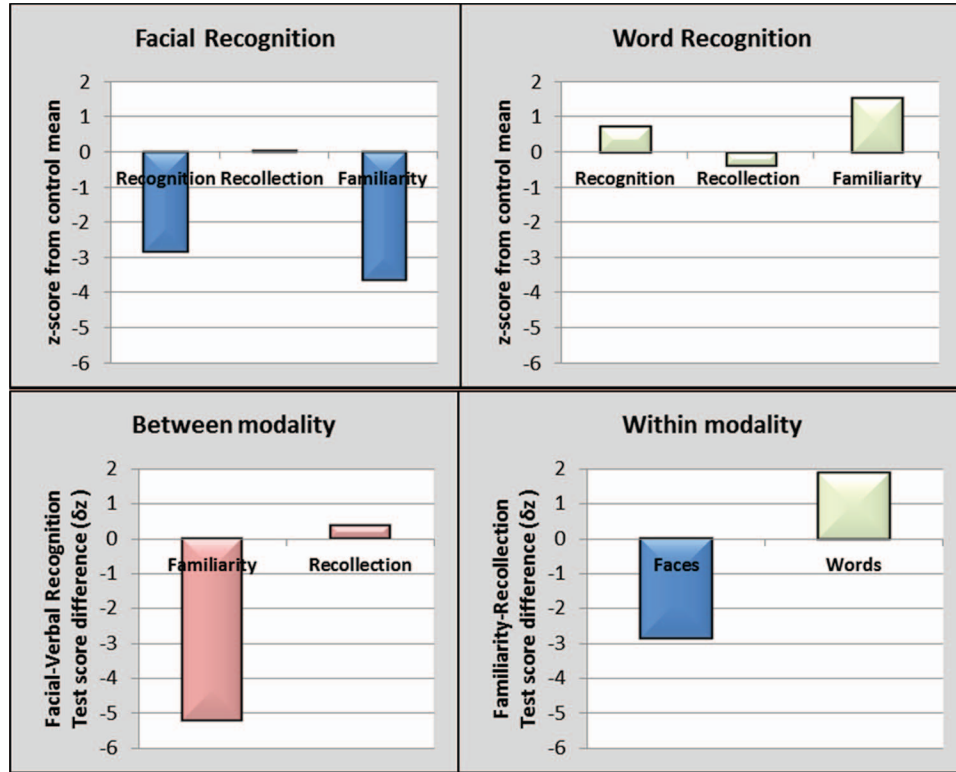 Facial Recognition
z-score from control mean
2
1
0
-1
-2
-3
-4
-5
-6
Recognition Recollection Familiarity
Word Recognition
z-score from control mean
2
1
0
-1
-2
-3
-4
-5
-6
Recognition Recollection Familiarity
Between modality
Facial-Verbal Recognition
Test score difference (δz)
2
1
0
-1
-2
-3
-4
-5
-6
Familiarity Recollection
Within modality
Familiarity-Recollection
Test score difference (δz)
2
1
0
-1
-2
-3
-4
-5
-6
Faces Words